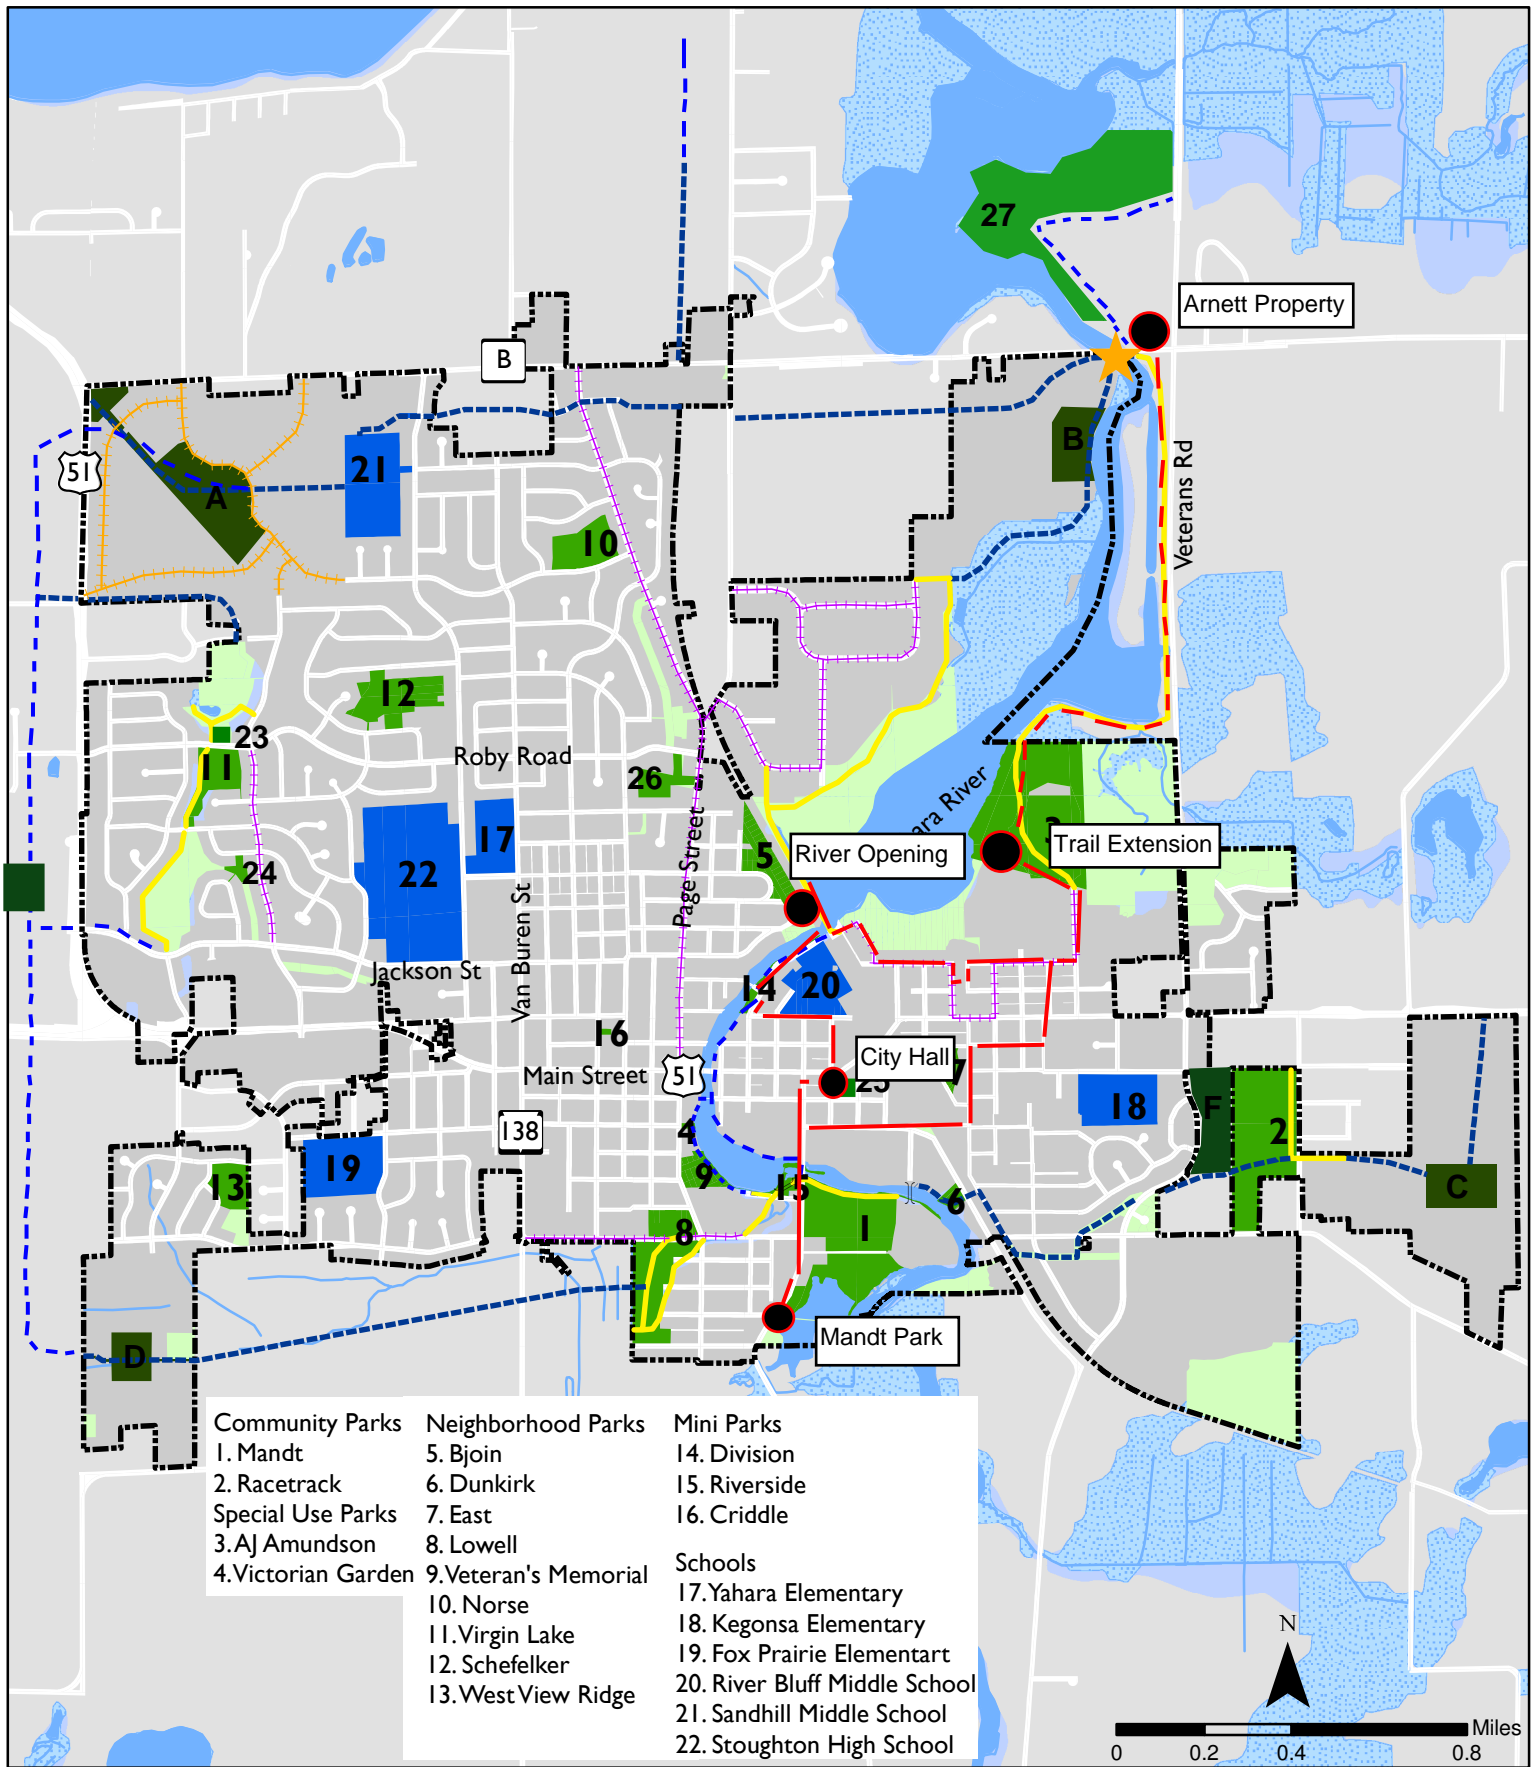 27
Arnett Property
B
B
51
21
A
Veterans Rd
10
12
23
11
Roby Road
26
ara River
17
22
24
Page Street
5
River Opening
3
Trail Extension
Van Buren St
Jackson St
14
20
16
Main Street
51
City Hall
25
7
18
F
2
138
4
19
13
9
15
6
C
8
1
Mandt Park
D
Community Parks
1. Mandt
2. Racetrack
Special Use Parks
3. AJ Amundson
4. Victorian Garden
Neighborhood Parks
5. Bjoin
6. Dunkirk
7. East
8. Lowell
9. Veteran's Memorial
10. Norse
11. Virgin Lake
12. Schefelker
13. West View Ridge
Mini Parks
14. Division
15. Riverside
16. Criddle
Schools
17. Yahara Elementary
18. Kegonsa Elementary
19. Fox Prairie Elementart
20. River Bluff Middle School
21. Sandhill Middle School
22. Stoughton High School
N
Miles
0 0.2 0.4 0.8